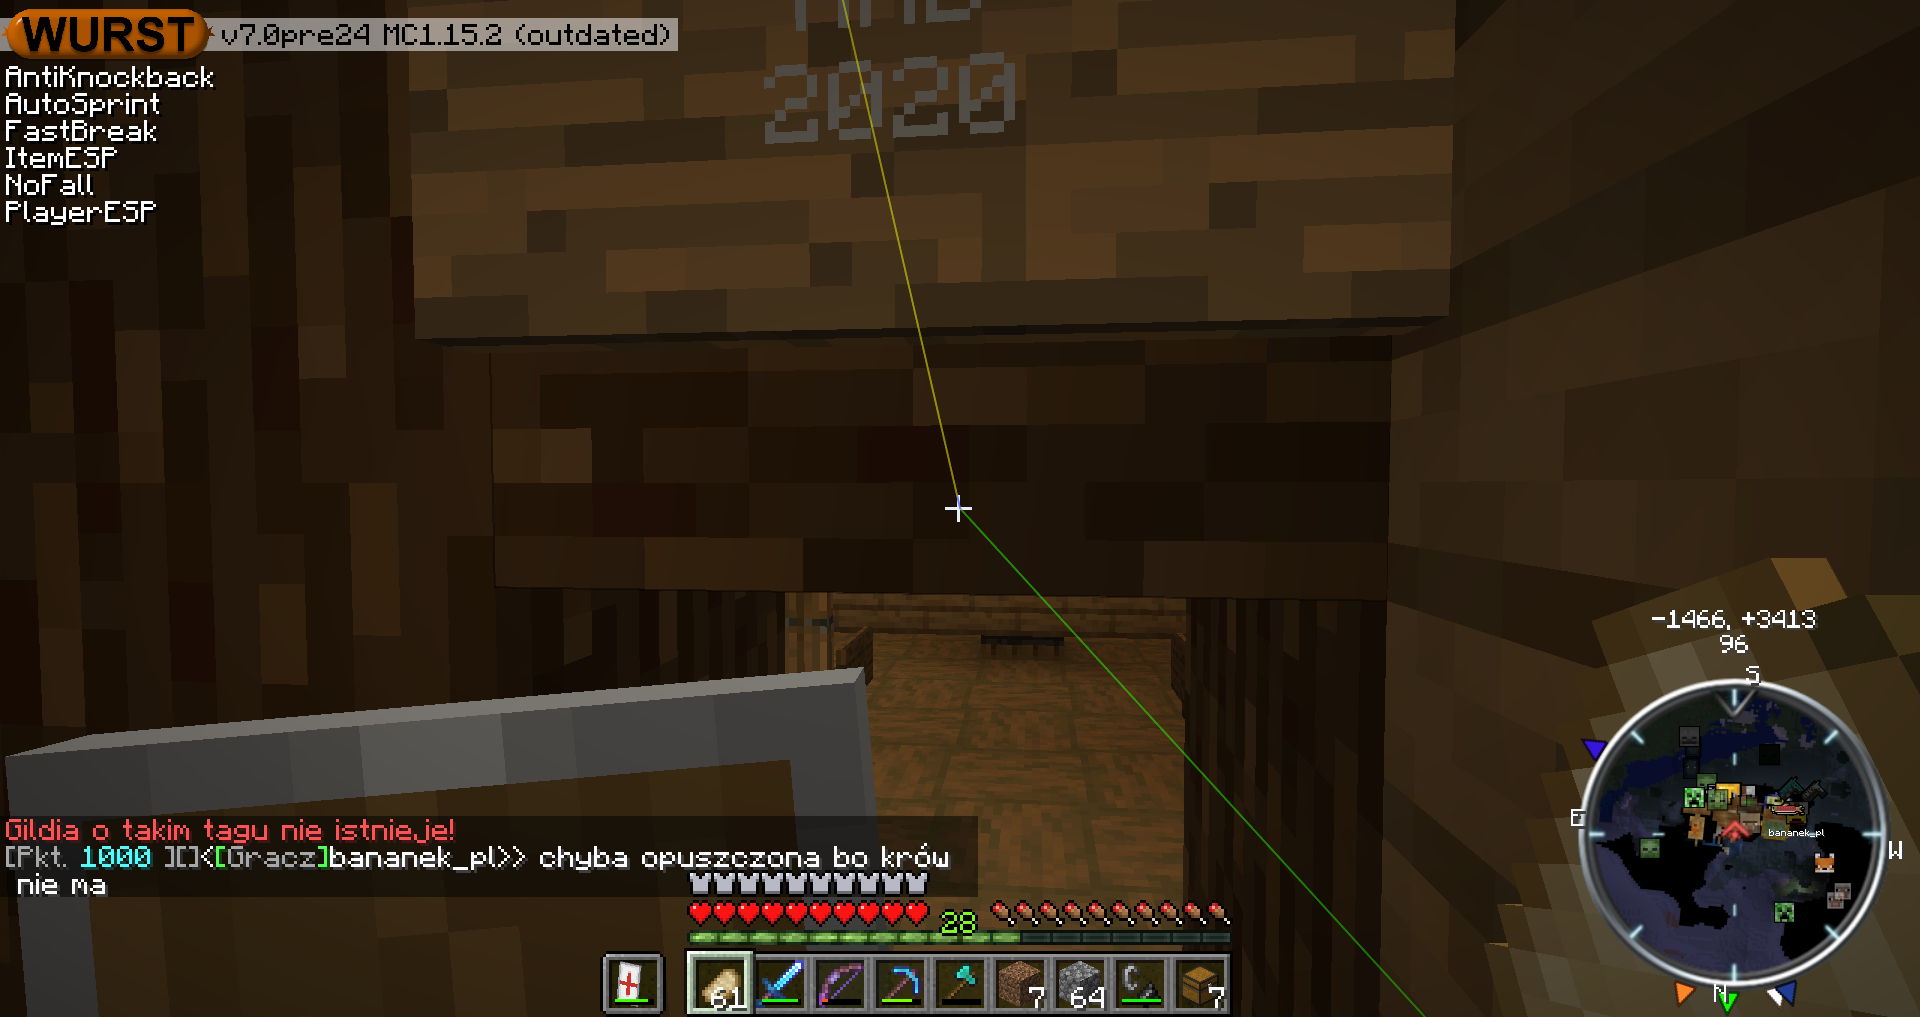 WURST v7.0pre24 MC1.15.2 (outdated)
AntiKnockback
AutoSprint
FastBreak
ItemESP
NoFall
PlayerESP
2020
-1466, +3413
96
S
E
bananek_pl
W
N
Gildia o takim tagu nie istnieje!
[Pkt. 1000 ][]<[Gracz]bananek_pl>> chyba opuszczona bo krów
nie ma
28
61
7
64
7